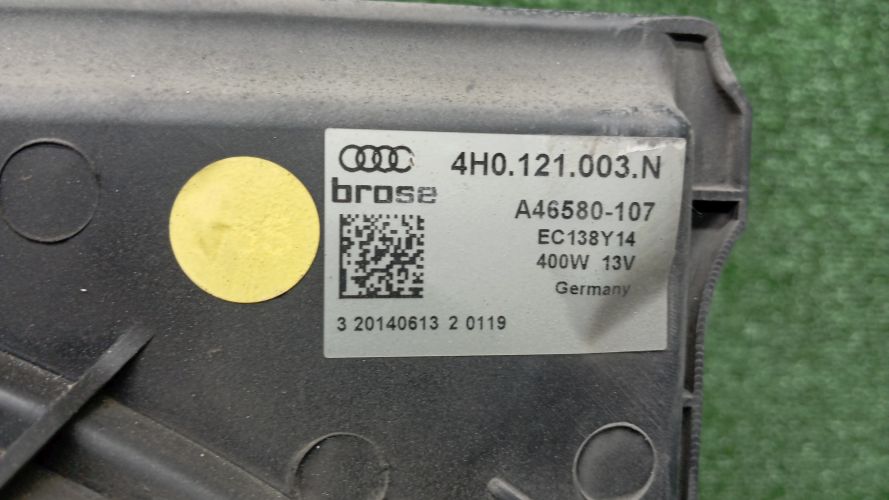 4H0.121.003.N
brose
A46580-107
EC138Y14
400W 13V
Germany
3 20140613 2 0119